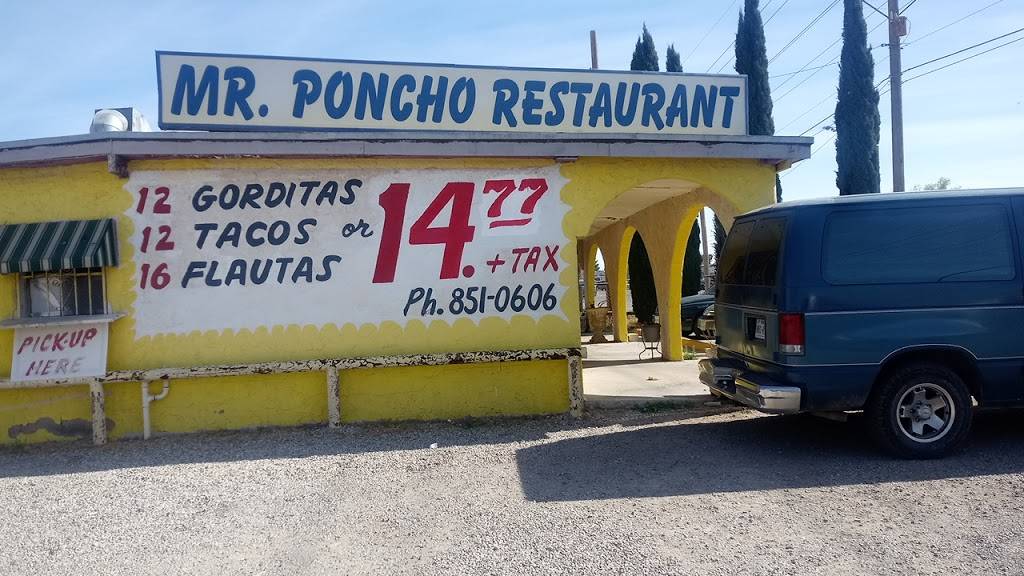 MR. PONCHO RESTAURANT
12 GORDITAS
12 TACOS or
16 FLAUTAS
14.77
+ TAX
Ph. 851-0606
PICK-UP
HERE